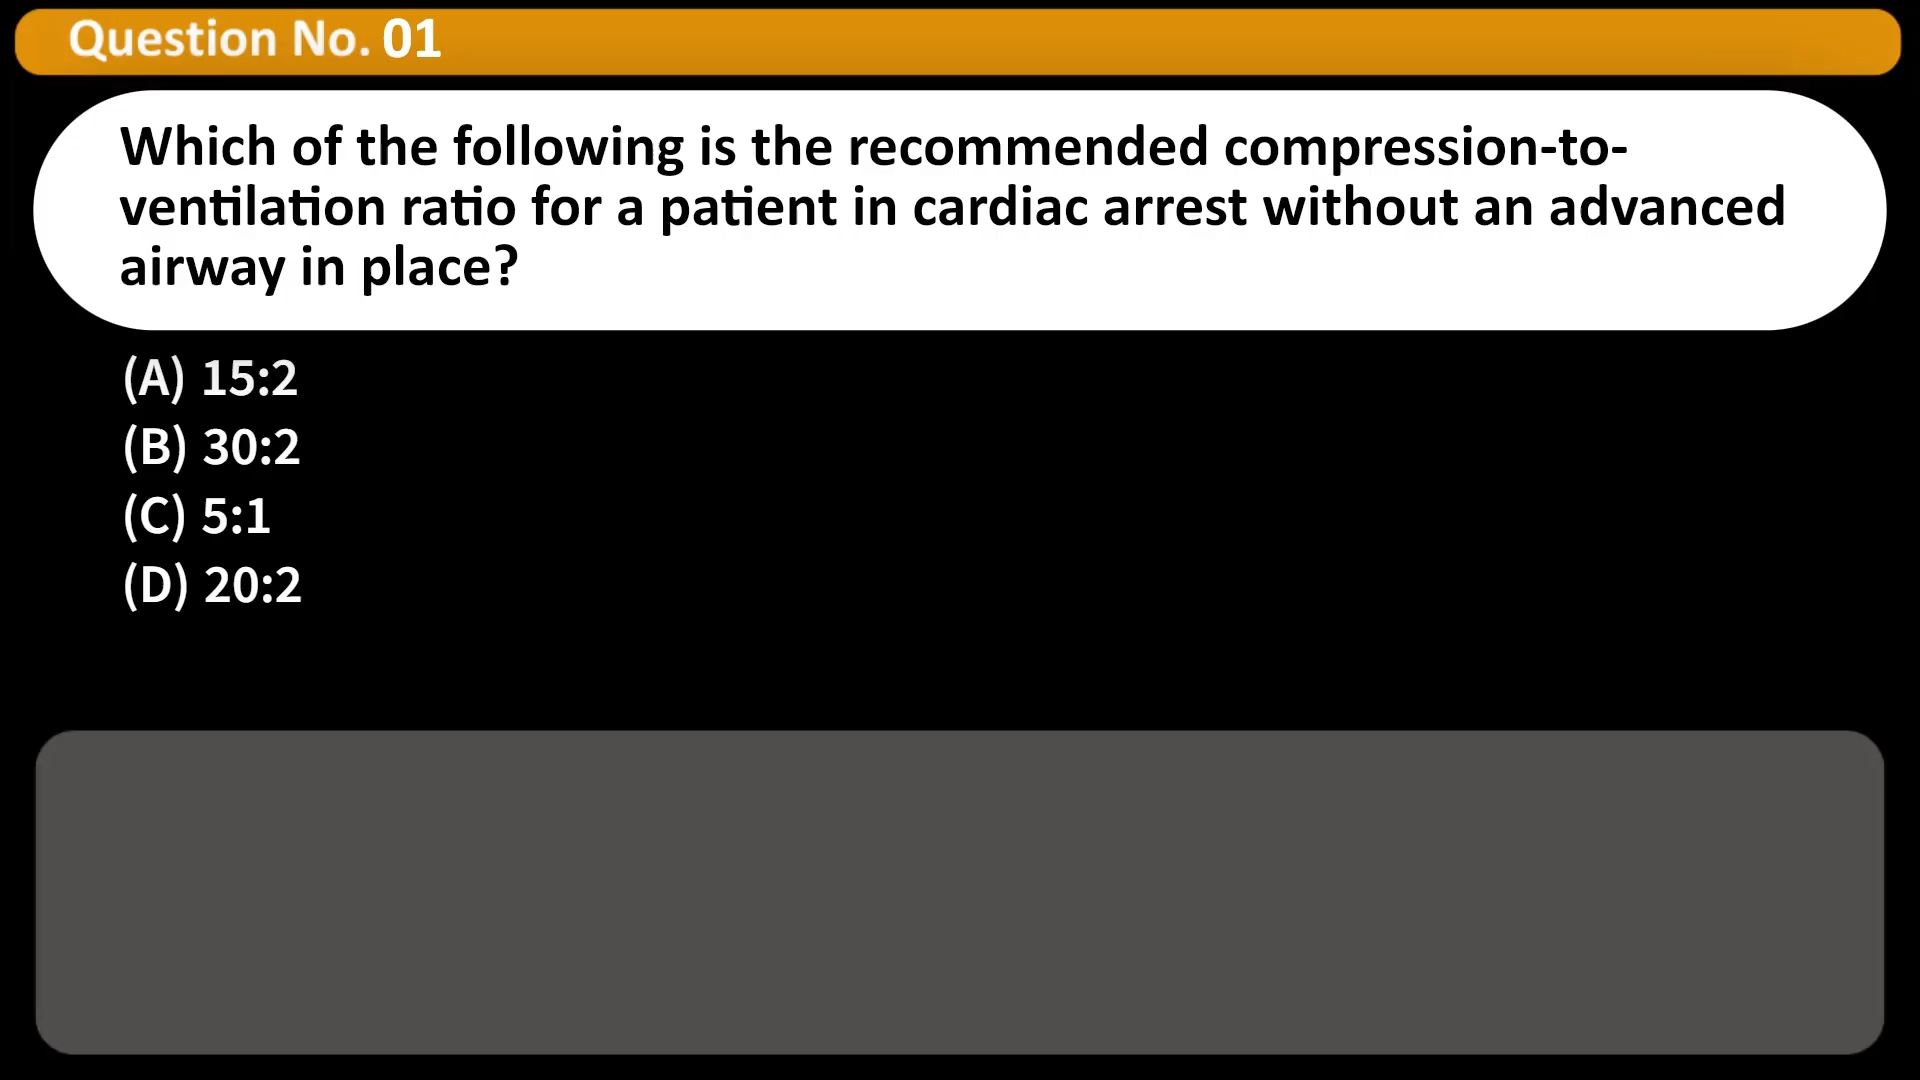 Question No. 01
Which of the following is the recommended compression-to-
ventilation ratio for a patient in cardiac arrest without an advanced
airway in place?
(A) 15:2
(B) 30:2
(C) 5:1
(D) 20:2